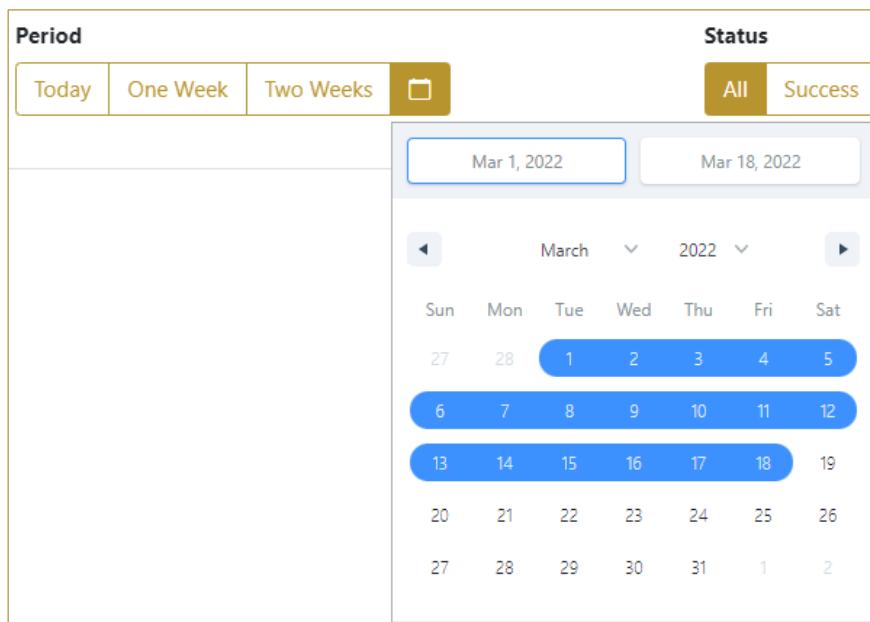 Period Status
Today One Week Two Weeks All Success
Mar 1, 2022 Mar 18, 2022
March 2022
Sun Mon Tue Wed Thu Fri Sat
27 28 1 2 3 4 5
6 7 8 9 10 11 12
13 14 15 16 17 18 19
20 21 22 23 24 25 26
27 28 29 30 31 1 2